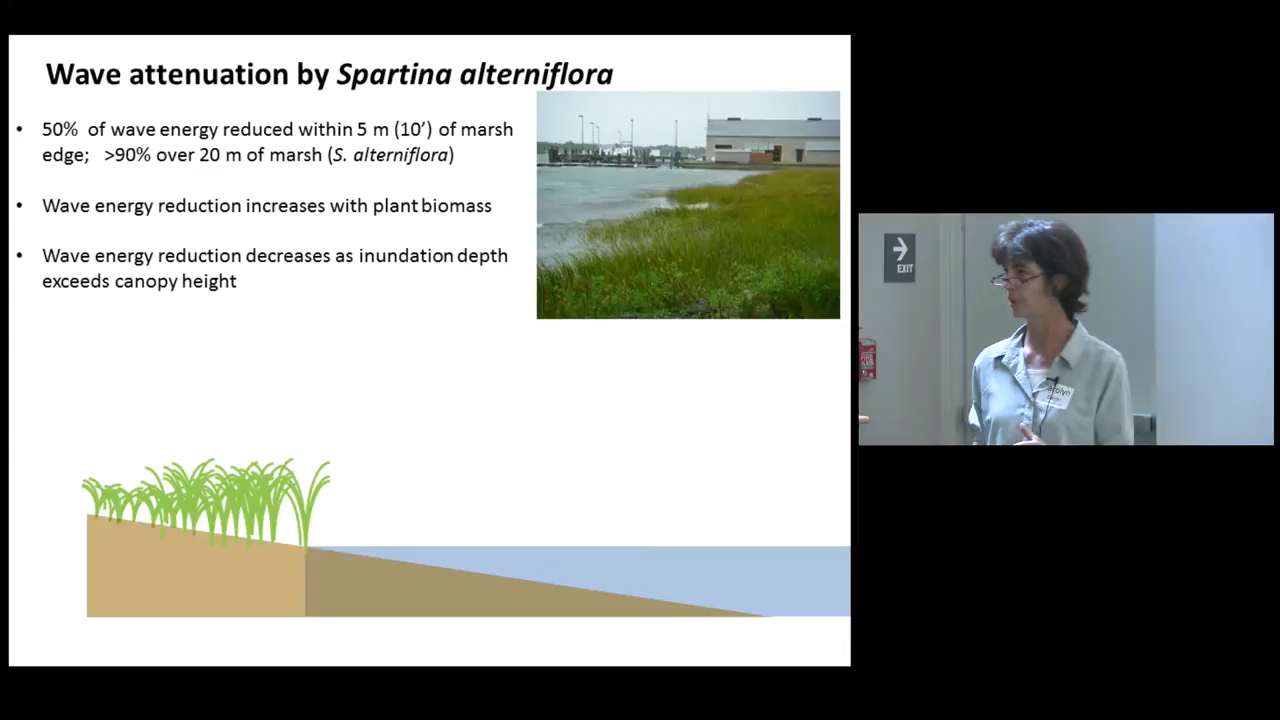 Wave attenuation by Spartina alterniflora
• 50% of wave energy reduced within 5 m (10’) of marsh
edge; >90% over 20 m of marsh (S. alterniflora)
• Wave energy reduction increases with plant biomass
• Wave energy reduction decreases as inundation depth
exceeds canopy height
EXIT
FIRE